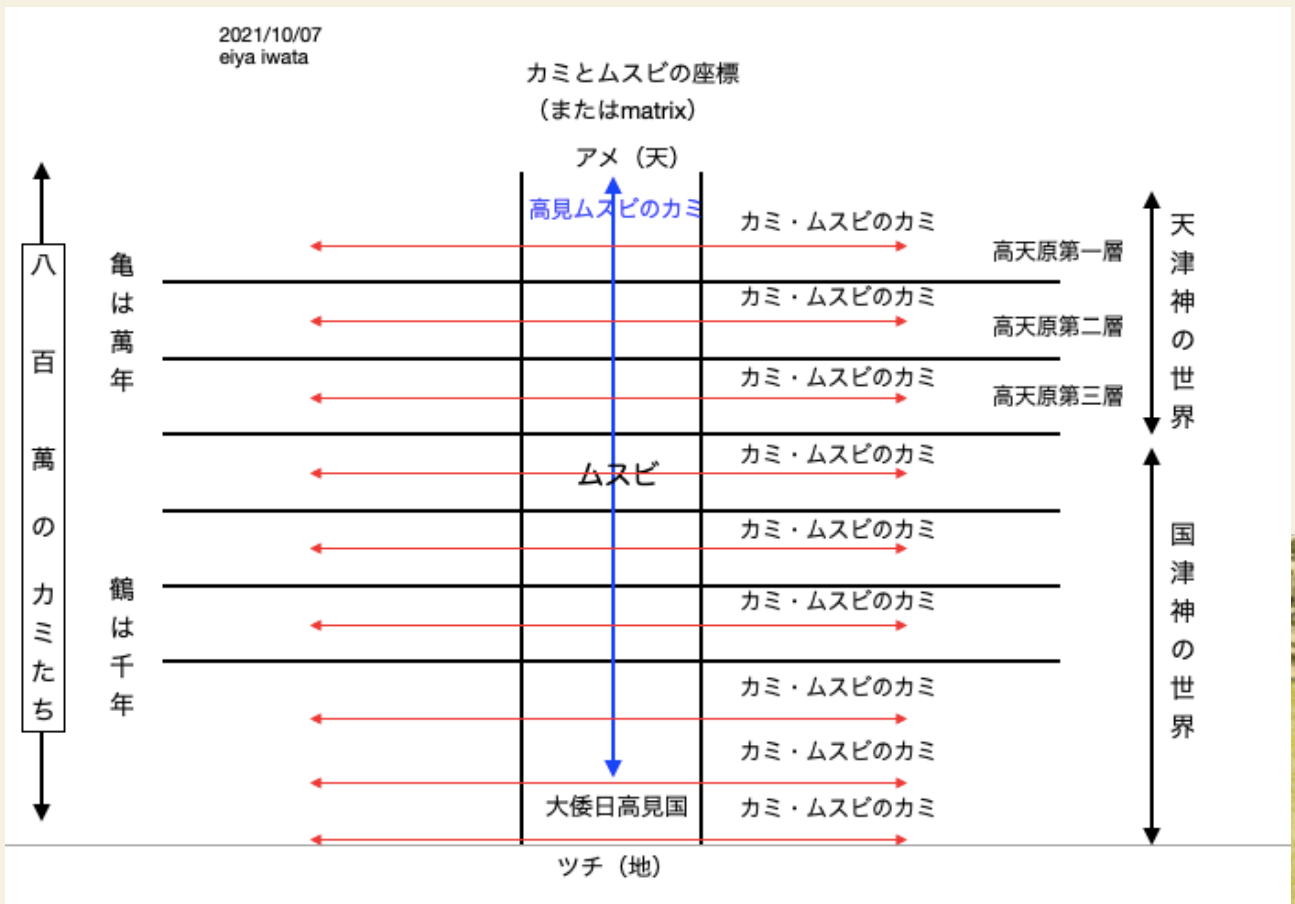 2021/10/07
eiya iwata
カミとムスビの座標
（またはmatrix）
アメ（天）
高見ムスビのカミ
カミ・ムスビのカミ
高天原第一層
カミ・ムスビのカミ
高天原第二層
カミ・ムスビのカミ
高天原第三層
カミ・ムスビのカミ
ムスビ
カミ・ムスビのカミ
カミ・ムスビのカミ
カミ・ムスビのカミ
カミ・ムスビのカミ
大倭日高見国
カミ・ムスビのカミ
ツチ（地）
八百萬のカミたち
亀は萬年
鶴は千年
天津神の世界
国津神の世界